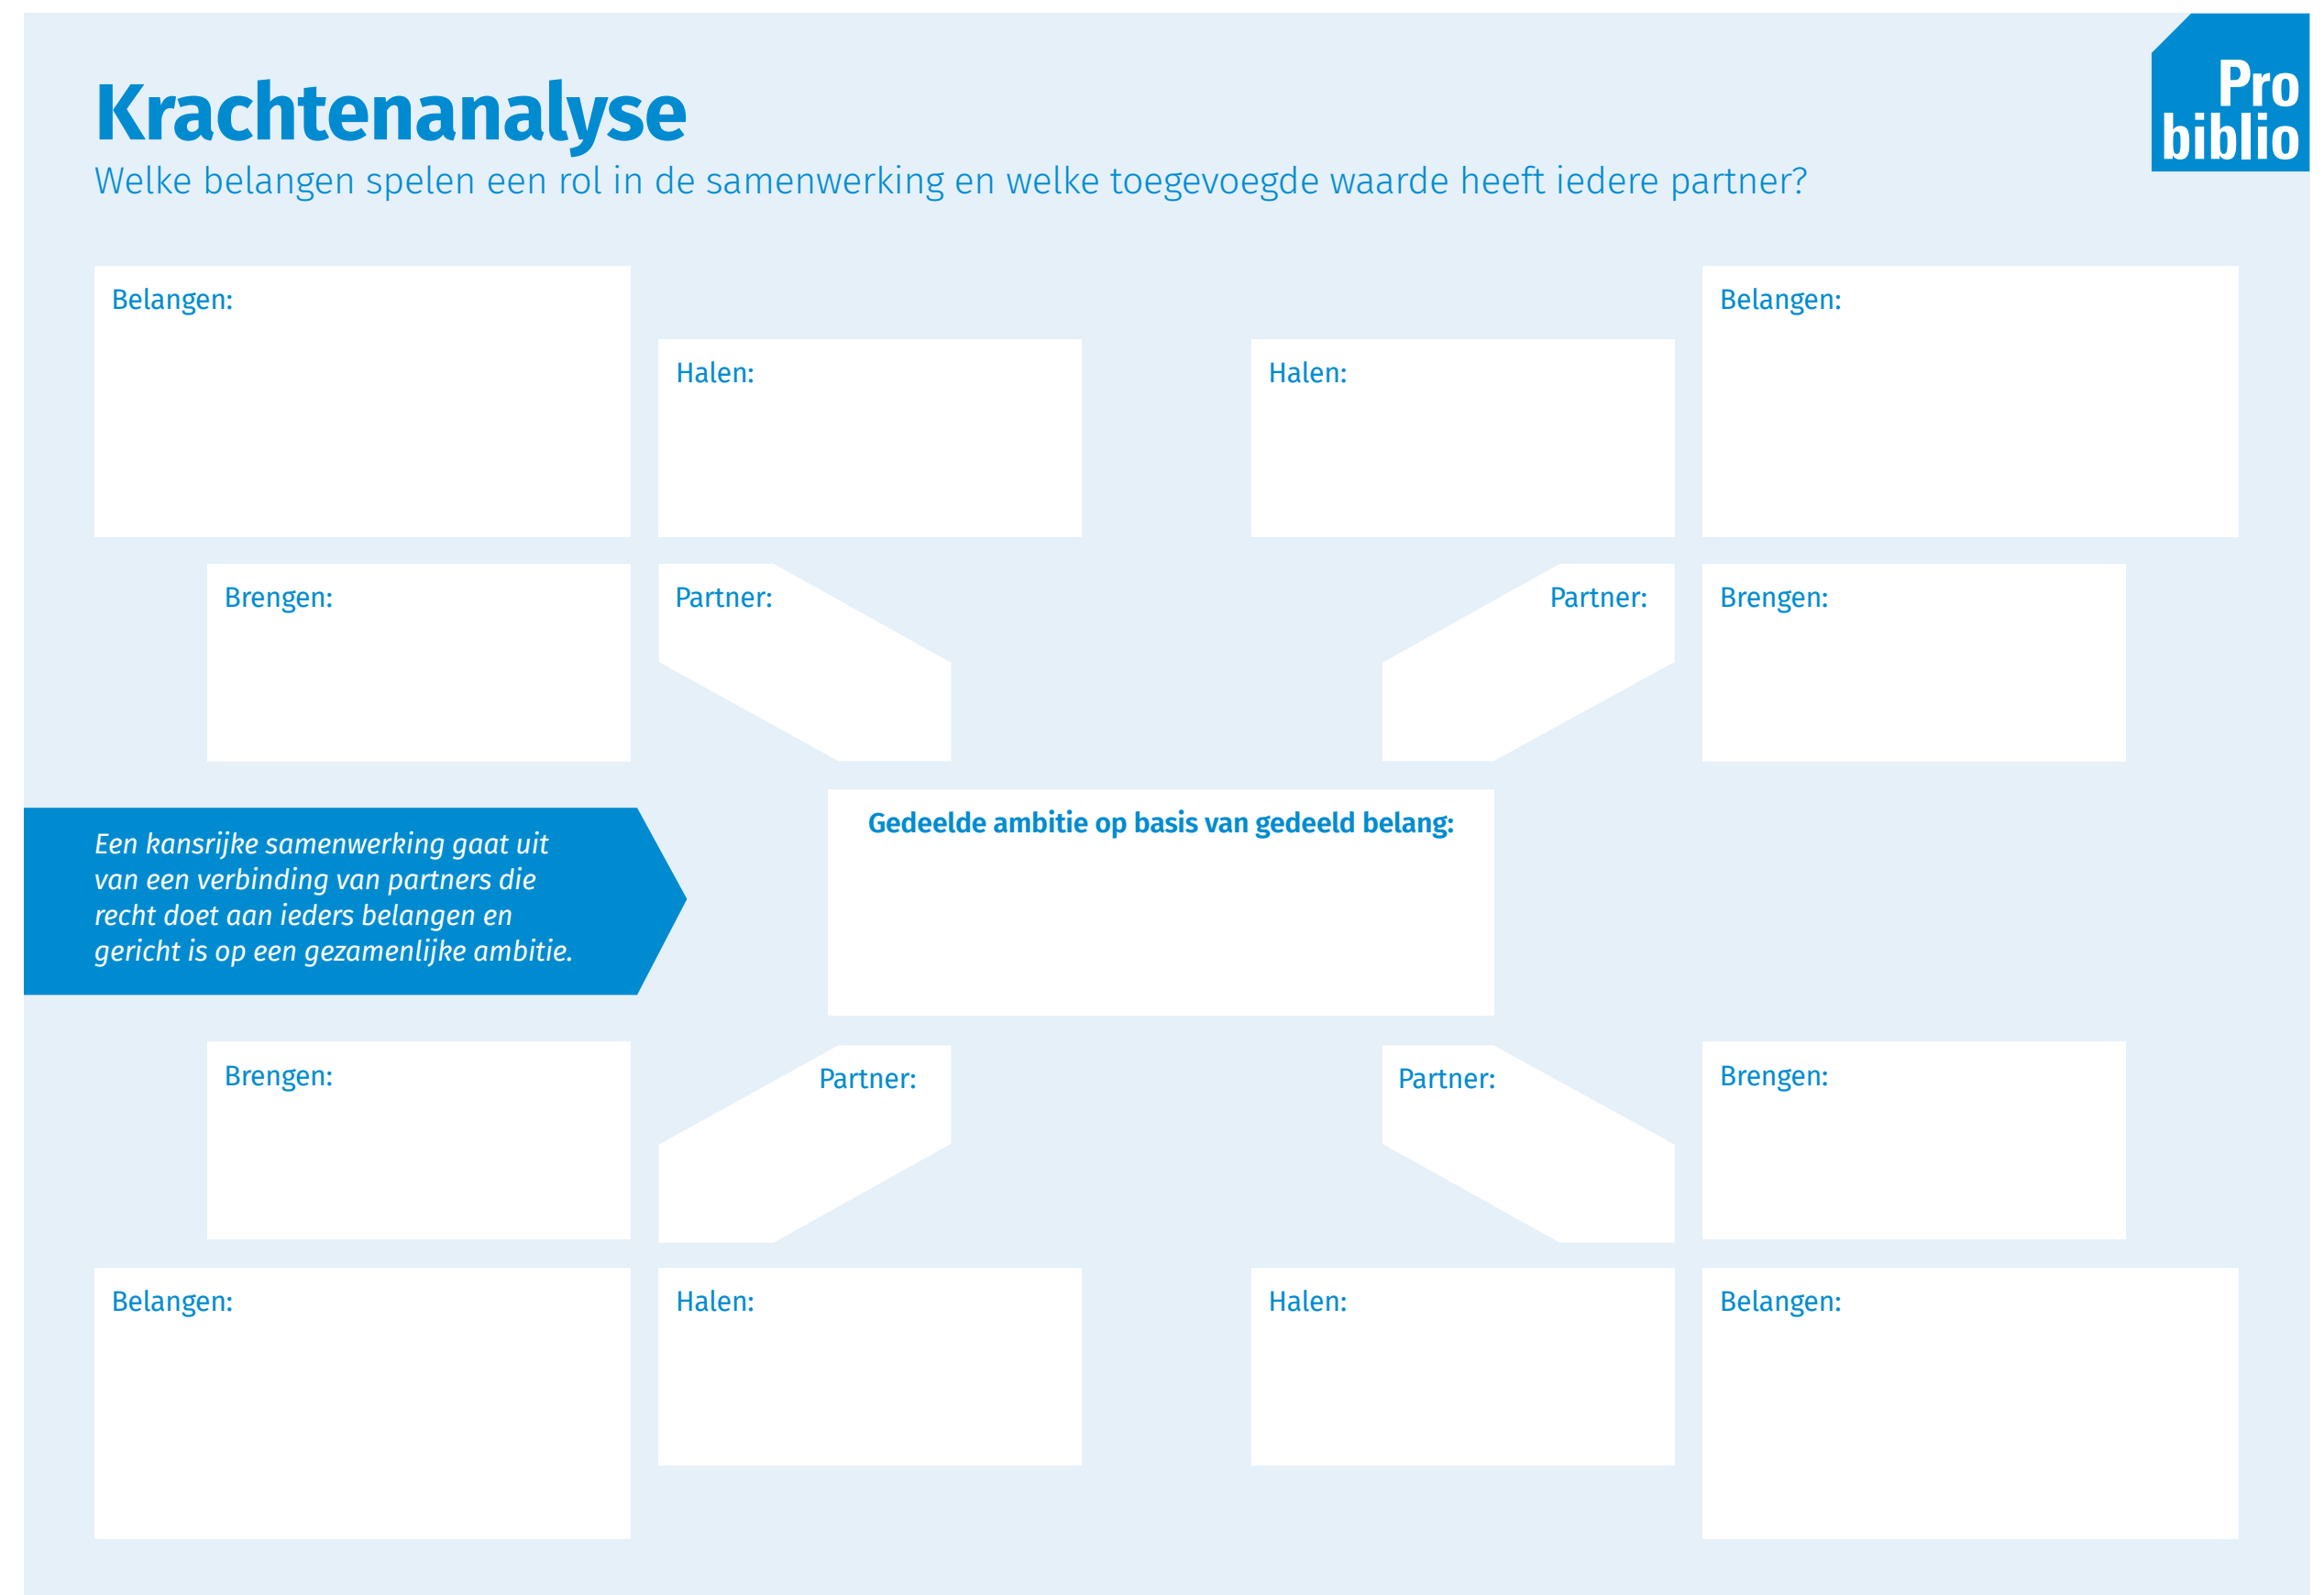 Pro
biblio
Krachtenanalyse
Welke belangen spelen een rol in de samenwerking en welke toegevoegde waarde heeft iedere partner?
Belangen:
Belangen:
Halen:
Halen:
Brengen:
Partner:
Partner:
Brengen:
Gedeelde ambitie op basis van gedeeld belang:
Een kansrijke samenwerking gaat uit
van een verbinding van partners die
recht doet aan ieders belangen en
gericht is op een gezamenlijke ambitie.
Brengen:
Partner:
Partner:
Brengen:
Belangen:
Halen:
Halen:
Belangen: